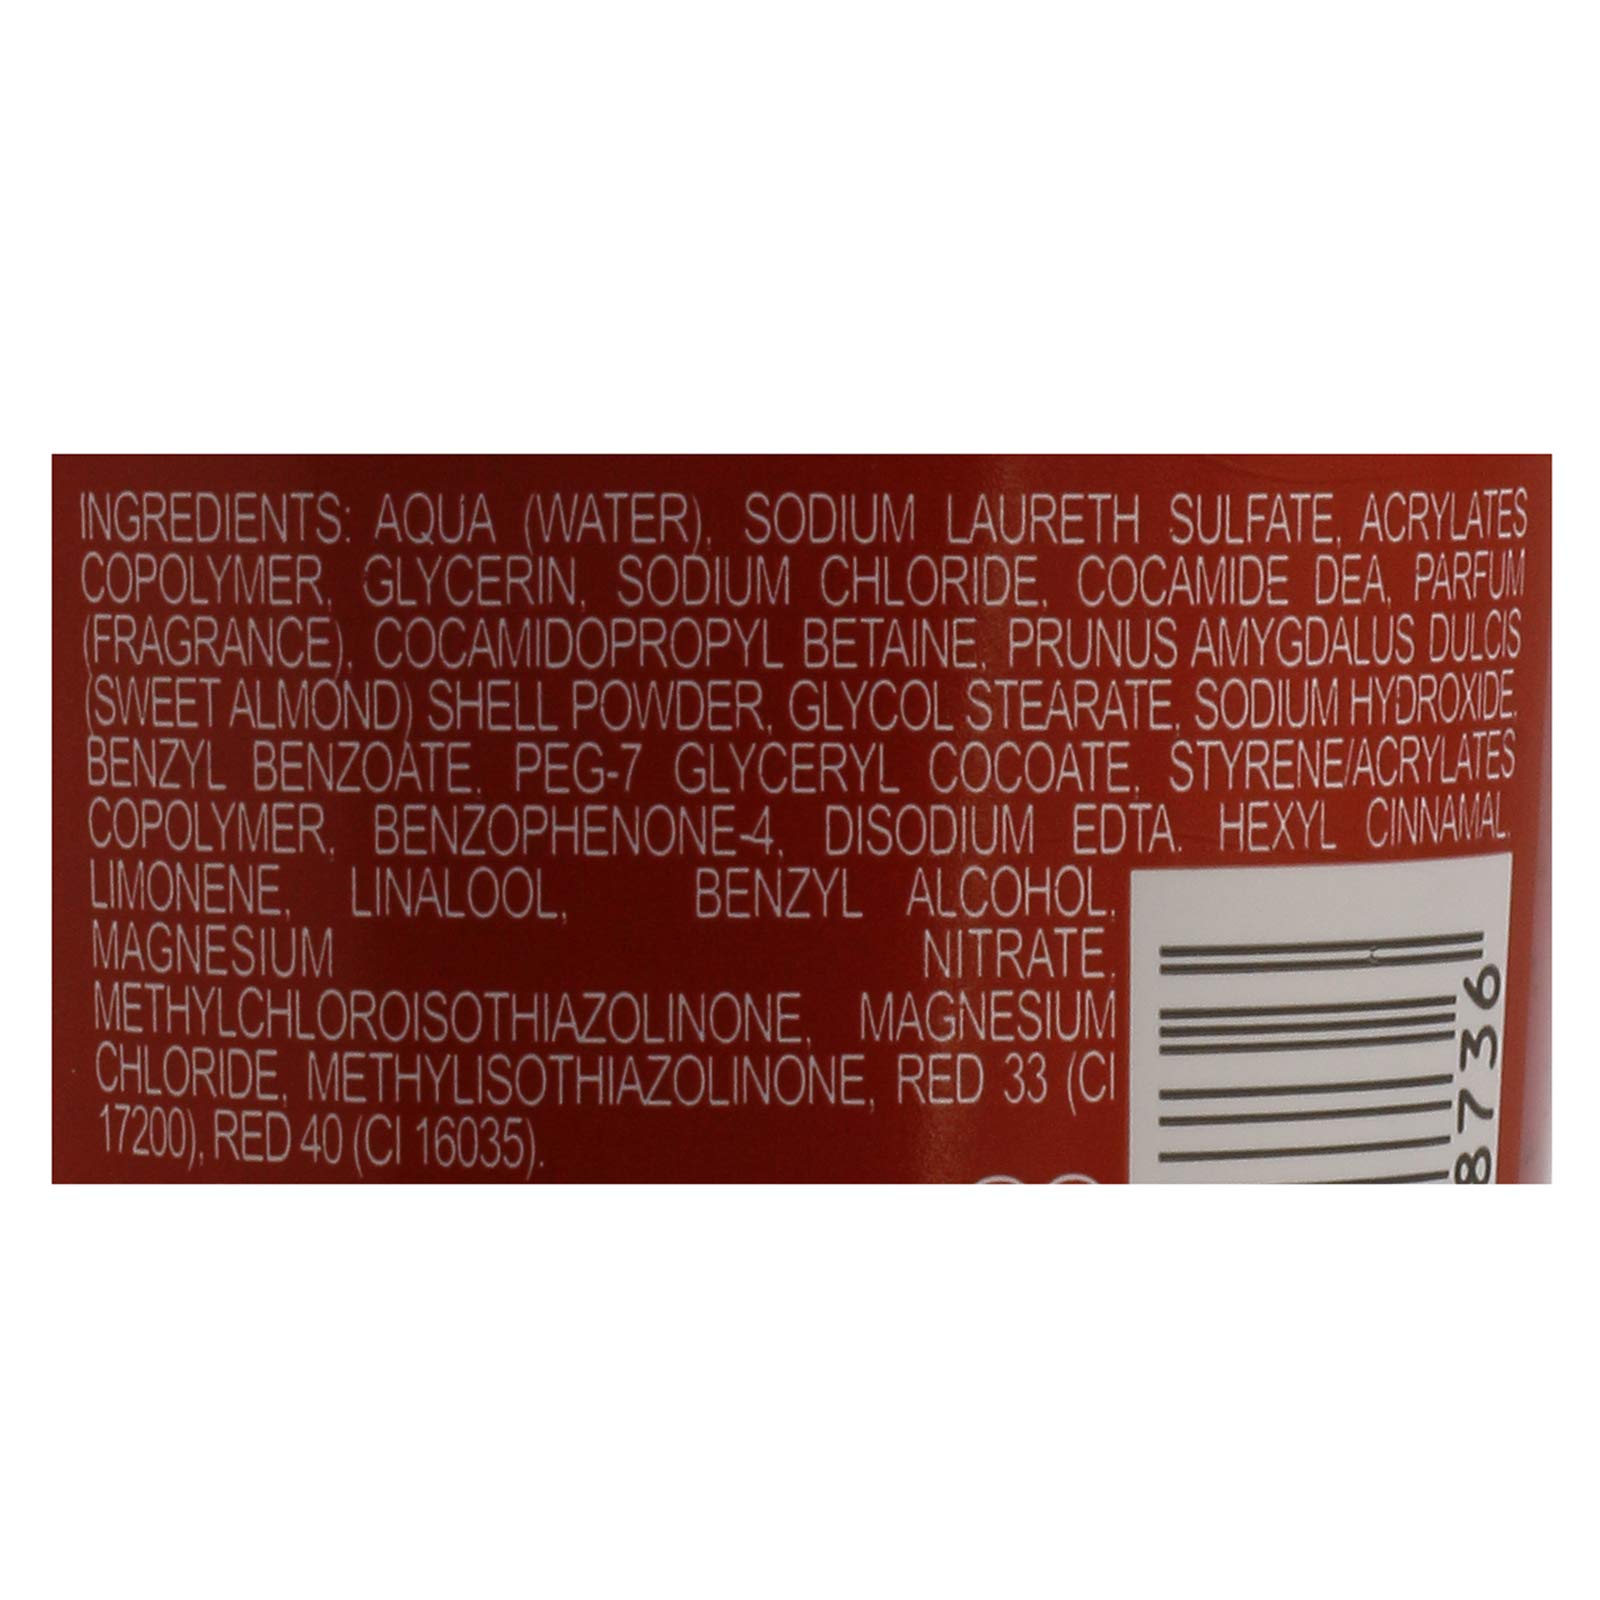 INGREDIENTS: AQUA (WATER), SODIUM LAURETH SULFATE, ACRYLATES
COPOLYMER, GLYCERIN, SODIUM CHLORIDE, COCAMIDE DEA, PARFUM
(FRAGRANCE), COCAMIDOPROPYL BETAINE, PRUNUS AMYGDALUS DULCIS
(SWEET ALMOND) SHELL POWDER, GLYCOL STEARATE, SODIUM HYDROXIDE,
BENZYL BENZOATE, PEG-7 GLYCERYL COCOATE, STYRENE/ACRYLATES
COPOLYMER, BENZOPHENONE-4, DISODIUM EDTA. HEXYL CINNAMAL,
LIMONENE, LINALOOL, BENZYL ALCOHOL,
MAGNESIUM NITRATE,
METHYLCHLOROISOTHIAZOLINONE, MAGNESIUM
CHLORIDE, METHYLISOTHIAZOLINONE, RED 33 (CI
17200), RED 40 (CI 16035).
8736